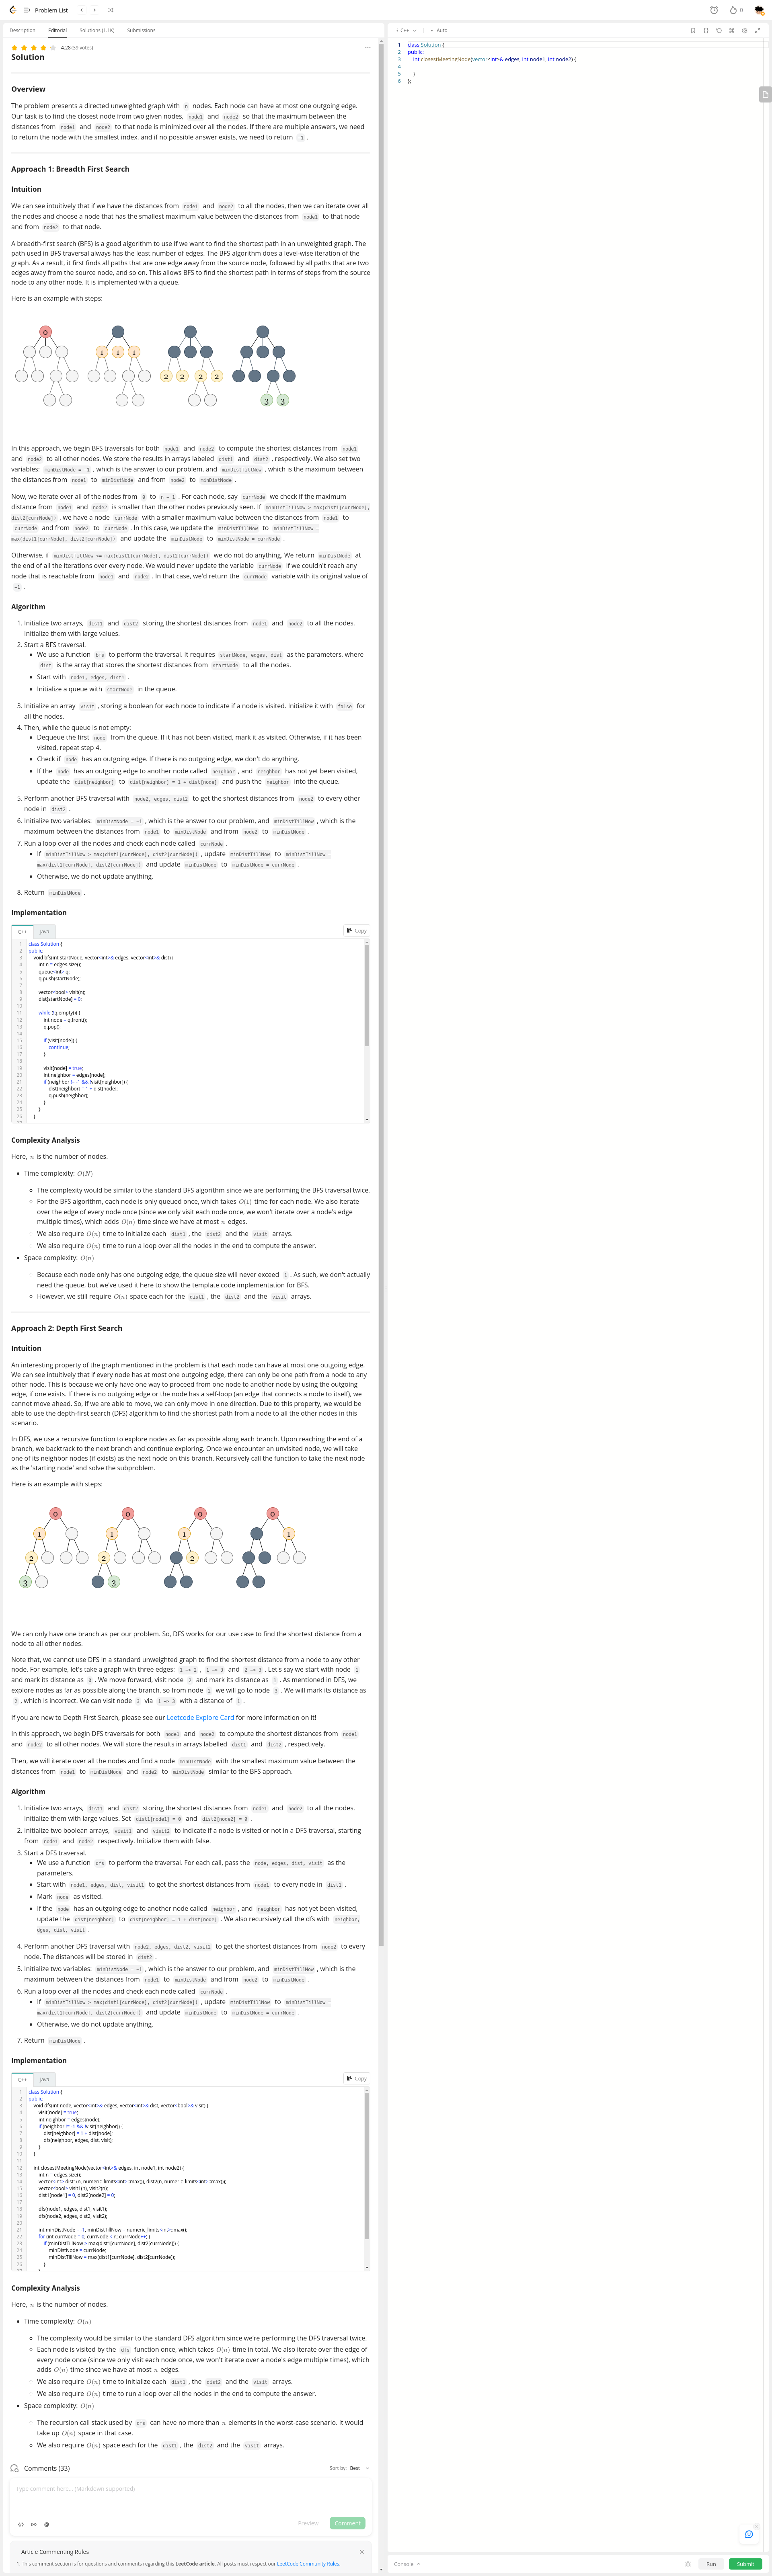 Problem List
0
Description Editorial Solutions (1.1K) Submissions
4.28 (39 votes)
Solution
Overview
The problem presents a directed unweighted graph with n nodes. Each node can have at most one outgoing edge.
Our task is to find the closest node from two given nodes, node1 and node2 so that the maximum between the
distances from node1 and node2 to that node is minimized over all the nodes. If there are multiple answers, we need
to return the node with the smallest index, and if no possible answer exists, we need to return -1 .
Approach 1: Breadth First Search
Intuition
We can see intuitively that if we have the distances from node1 and node2 to all the nodes, then we can iterate over all
the nodes and choose a node that has the smallest maximum value between the distances from node1 to that node
and from node2 to that node.
A breadth-first search (BFS) is a good algorithm to use if we want to find the shortest path in an unweighted graph. The
path used in BFS traversal always has the least number of edges. The BFS algorithm does a level-wise iteration of the
graph. As a result, it first finds all paths that are one edge away from the source node, followed by all paths that are two
edges away from the source node, and so on. This allows BFS to find the shortest path in terms of steps from the source
node to any other node. It is implemented with a queue.
Here is an example with steps:
0
1 1 1
2 2 2 2
3 3
In this approach, we begin BFS traversals for both node1 and node2 to compute the shortest distances from node1
and node2 to all other nodes. We store the results in arrays labeled dist1 and dist2 , respectively. We also set two
variables: minDistNode = -1 , which is the answer to our problem, and minDistTillNow , which is the maximum between
the distances from node1 to minDistNode and from node2 to minDistNode .
Now, we iterate over all of the nodes from 0 to n - 1 . For each node, say currNode we check if the maximum
distance from node1 and node2 is smaller than the other nodes previously seen. If minDistTillNow > max(dist1[currNode],
dist2[currNode]) , we have a node currNode with a smaller maximum value between the distances from node1 to
currNode and from node2 to currNode . In this case, we update the minDistTillNow to minDistTillNow =
max(dist1[currNode], dist2[currNode]) and update the minDistNode to minDistNode = currNode .
Otherwise, if minDistTillNow == max(dist1[currNode], dist2[currNode]) we do not do anything. We return minDistNode at
the end of all the iterations over every node. We would never update the variable currNode if we couldn't reach any
node that is reachable from node1 and node2 . In that case, we'd return the currNode variable with its original value of
-1 .
Algorithm
1. Initialize two arrays, dist1 and dist2 storing the shortest distances from node1 and node2 to all the nodes.
Initialize them with large values.
2. Start a BFS traversal.
• We use a function bfs to perform the traversal. It requires startNode, edges, dist as the parameters, where
dist is the array that stores the shortest distances from startNode to all the nodes.
• Start with node1, edges, dist1 .
• Initialize a queue with startNode in the queue.
3. Initialize an array visit , storing a boolean for each node to indicate if a node is visited. Initialize it with false for
all the nodes.
4. Then, while the queue is not empty:
• Dequeue the first node from the queue. If it has not been visited, mark it as visited. Otherwise, if it has been
visited, repeat step 4.
• Check if node has an outgoing edge. If there is no outgoing edge, we don't do anything.
• If the node has an outgoing edge to another node called neighbor , and neighbor has not yet been visited,
update the dist[neighbor] to dist[neighbor] = 1 + dist[node] and push the neighbor into the queue.
5. Perform another BFS traversal with node2, edges, dist2 to get the shortest distances from node2 to every other
node in dist2 .
6. Initialize two variables: minDistNode = -1 , which is the answer to our problem, and minDistTillNow , which is the
maximum between the distances from node1 to minDistNode and from node2 to minDistNode .
7. Run a loop over all the nodes and check each node called currNode .
• If minDistTillNow > max(dist1[currNode], dist2[currNode]) , update minDistTillNow to minDistTillNow =
max(dist1[currNode], dist2[currNode]) and update minDistNode to minDistNode = currNode .
• Otherwise, we do not update anything.
8. Return minDistNode .
Implementation
C++ Java Copy
1 class Solution {
2 public:
3 void bfs(int startNode, vector<int>& edges, vector<int>& dist) {
4 int n = edges.size();
5 queue<int> q;
6 q.push(startNode);
7
8 vector<bool> visit(n);
9 dist[startNode] = 0;
10
11 while (!q.empty()) {
12 int node = q.front();
13 q.pop();
14
15 if (visit[node]) {
16 continue;
17 }
18
19 visit[node] = true;
20 int neighbor = edges[node];
21 if (neighbor != -1 && !visit[neighbor]) {
22 dist[neighbor] = 1 + dist[node];
23 q.push(neighbor);
24 }
25 }
26 }
Complexity Analysis
Here, n is the number of nodes.
• Time complexity: O(N)
◦ The complexity would be similar to the standard BFS algorithm since we are performing the BFS traversal twice.
◦ For the BFS algorithm, each node is only queued once, which takes O(1) time for each node. We also iterate
over the edge of every node once (since we only visit each node once, we won't iterate over a node's edge
multiple times), which adds O(n) time since we have at most n edges.
◦ We also require O(n) time to initialize each dist1 , the dist2 and the visit arrays.
◦ We also require O(n) time to run a loop over all the nodes in the end to compute the answer.
• Space complexity: O(n)
◦ Because each node only has one outgoing edge, the queue size will never exceed 1 . As such, we don't actually
need the queue, but we've used it here to show the template code implementation for BFS.
◦ However, we still require O(n) space each for the dist1 , the dist2 and the visit arrays.
Approach 2: Depth First Search
Intuition
An interesting property of the graph mentioned in the problem is that each node can have at most one outgoing edge.
We can see intuitively that if every node has at most one outgoing edge, then there can only be one path from a node to any
other node. This is because we only have one way to proceed from one node to another node by using the outgoing
edge, if one exists. If there is no outgoing edge or the node has a self-loop (an edge that connects a node to itself), we
cannot move ahead. So, if we are able to move, we can only move in one direction. Due to this property, we would be
able to use the depth-first search (DFS) algorithm to find the shortest path from a node to all the other nodes in this
scenario.
In DFS, we use a recursive function to explore nodes as far as possible along each branch. Upon reaching the end of a
branch, we backtrack to the next branch and continue exploring. Once we encounter an unvisited node, we will take
one of its neighbor nodes (if exists) as the next node on this branch. Recursively call the function to take the next node
as the 'starting node' and solve the subproblem.
Here is an example with steps:
0 0 0 0
1 1 1 1
2 2 2
3 3
We can only have one branch as per our problem. So, DFS works for our use case to find the shortest distance from a
node to all other nodes.
Note that, we cannot use DFS in a standard unweighted graph to find the shortest distance from a node to any other
node. For example, let's take a graph with three edges: 1 -> 2 , 1 -> 3 and 2 -> 3 . Let's say we start with node 1
and mark its distance as 0 . We move forward, visit node 2 and mark its distance as 1 . As mentioned in DFS, we
explore nodes as far as possible along the branch, so from node 2 we will go to node 3 . We will mark its distance as
2 , which is incorrect. We can visit node 3 via 1 -> 3 with a distance of 1 .
If you are new to Depth First Search, please see our Leetcode Explore Card for more information on it!
In this approach, we begin DFS traversals for both node1 and node2 to compute the shortest distances from node1
and node2 to all other nodes. We will store the results in arrays labelled dist1 and dist2 , respectively.
Then, we will iterate over all the nodes and find a node minDistNode with the smallest maximum value between the
distances from node1 to minDistNode and node2 to minDistNode similar to the BFS approach.
Algorithm
1. Initialize two arrays, dist1 and dist2 storing the shortest distances from node1 and node2 to all the nodes.
Initialize them with large values. Set dist1[node1] = 0 and dist2[node2] = 0 .
2. Initialize two boolean arrays, visit1 and visit2 to indicate if a node is visited or not in a DFS traversal, starting
from node1 and node2 respectively. Initialize them with false.
3. Start a DFS traversal.
• We use a function dfs to perform the traversal. For each call, pass the node, edges, dist, visit as the
parameters.
• Start with node1, edges, dist, visit1 to get the shortest distances from node1 to every node in dist1 .
• Mark node as visited.
• If the node has an outgoing edge to another node called neighbor , and neighbor has not yet been visited,
update the dist[neighbor] to dist[neighbor] = 1 + dist[node] . We also recursively call the dfs with neighbor,
dges, dist, visit .
4. Perform another DFS traversal with node2, edges, dist2, visit2 to get the shortest distances from node2 to every
node. The distances will be stored in dist2 .
5. Initialize two variables: minDistNode = -1 , which is the answer to our problem, and minDistTillNow , which is the
maximum between the distances from node1 to minDistNode and from node2 to minDistNode .
6. Run a loop over all the nodes and check each node called currNode .
• If minDistTillNow > max(dist1[currNode], dist2[currNode]) , update minDistTillNow to minDistTillNow =
max(dist1[currNode], dist2[currNode]) and update minDistNode to minDistNode = currNode .
• Otherwise, we do not update anything.
7. Return minDistNode .
Implementation
C++ Java Copy
1 class Solution {
2 public:
3 void dfs(int node, vector<int>& edges, vector<int>& dist, vector<bool>& visit) {
4 visit[node] = true;
5 int neighbor = edges[node];
6 if (neighbor != -1 && !visit[neighbor]) {
7 dist[neighbor] = 1 + dist[node];
8 dfs(neighbor, edges, dist, visit);
9 }
10 }
11
12 int closestMeetingNode(vector<int>& edges, int node1, int node2) {
13 int n = edges.size();
14 vector<int> dist1(n, numeric_limits<int>::max()), dist2(n, numeric_limits<int>::max());
15 vector<bool> visit1(n), visit2(n);
16 dist1[node1] = 0, dist2[node2] = 0;
17
18 dfs(node1, edges, dist1, visit1);
19 dfs(node2, edges, dist2, visit2);
20
21 int minDistNode = -1, minDistTillNow = numeric_limits<int>::max();
22 for (int currNode = 0; currNode < n; currNode++) {
23 if (minDistTillNow > max(dist1[currNode], dist2[currNode])) {
24 minDistNode = currNode;
25 minDistTillNow = max(dist1[currNode], dist2[currNode]);
26 }
Complexity Analysis
Here, n is the number of nodes.
• Time complexity: O(n)
◦ The complexity would be similar to the standard DFS algorithm since we're performing the DFS traversal twice.
◦ Each node is visited by the dfs function once, which takes O(n) time in total. We also iterate over the edge of
every node once (since we only visit each node once, we won't iterate over a node's edge multiple times), which
adds O(n) time since we have at most n edges.
◦ We also require O(n) time to initialize each dist1 , the dist2 and the visit arrays.
◦ We also require O(n) time to run a loop over all the nodes in the end to compute the answer.
• Space complexity: O(n)
◦ The recursion call stack used by dfs can have no more than n elements in the worst-case scenario. It would
take up O(n) space in that case.
◦ We also require O(n) space each for the dist1 , the dist2 and the visit arrays.
Comments (33) Sort by: Best
Type comment here... (Markdown supported)
Preview Comment
Article Commenting Rules
1. This comment section is for questions and comments regarding this LeetCode article. All posts must respect our LeetCode Community Rules.
i C++ • Auto
1 class Solution {
2 public:
3 int closestMeetingNode(vector<int>& edges, int node1, int node2) {
4
5 }
6 };
Console Run Submit